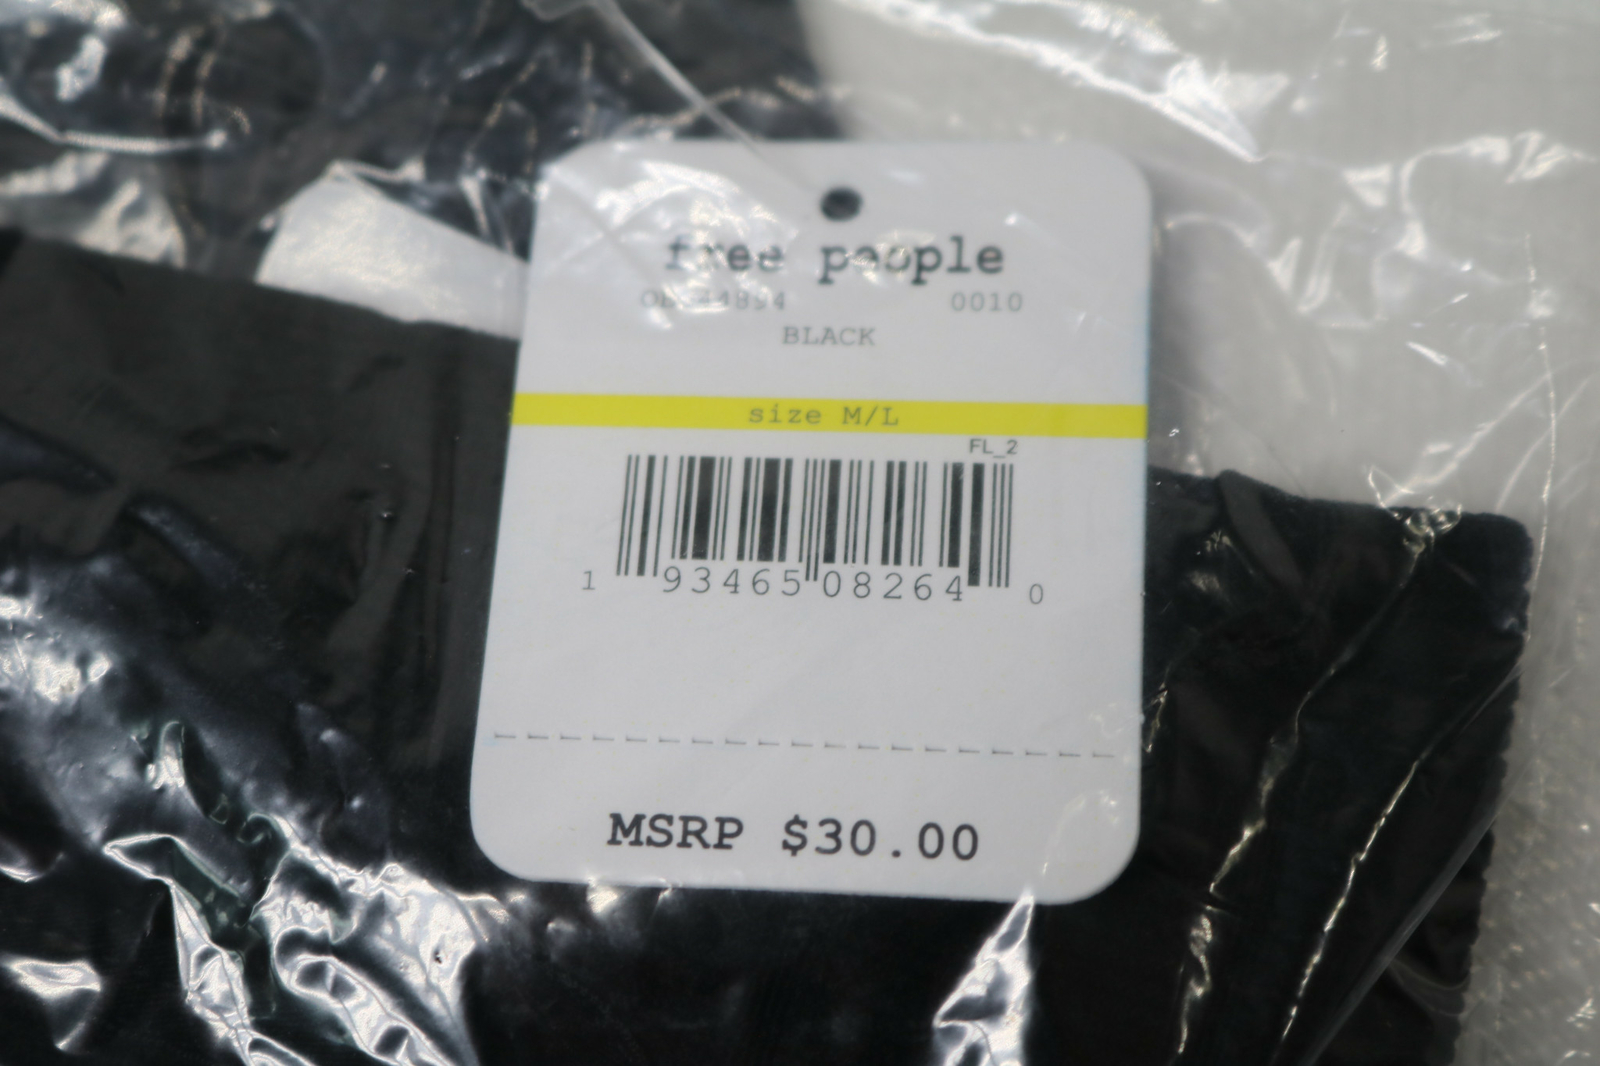 free people
0010
BLACK
size M/L
FL_2
1 93465 08264 0
MSRP $30.00